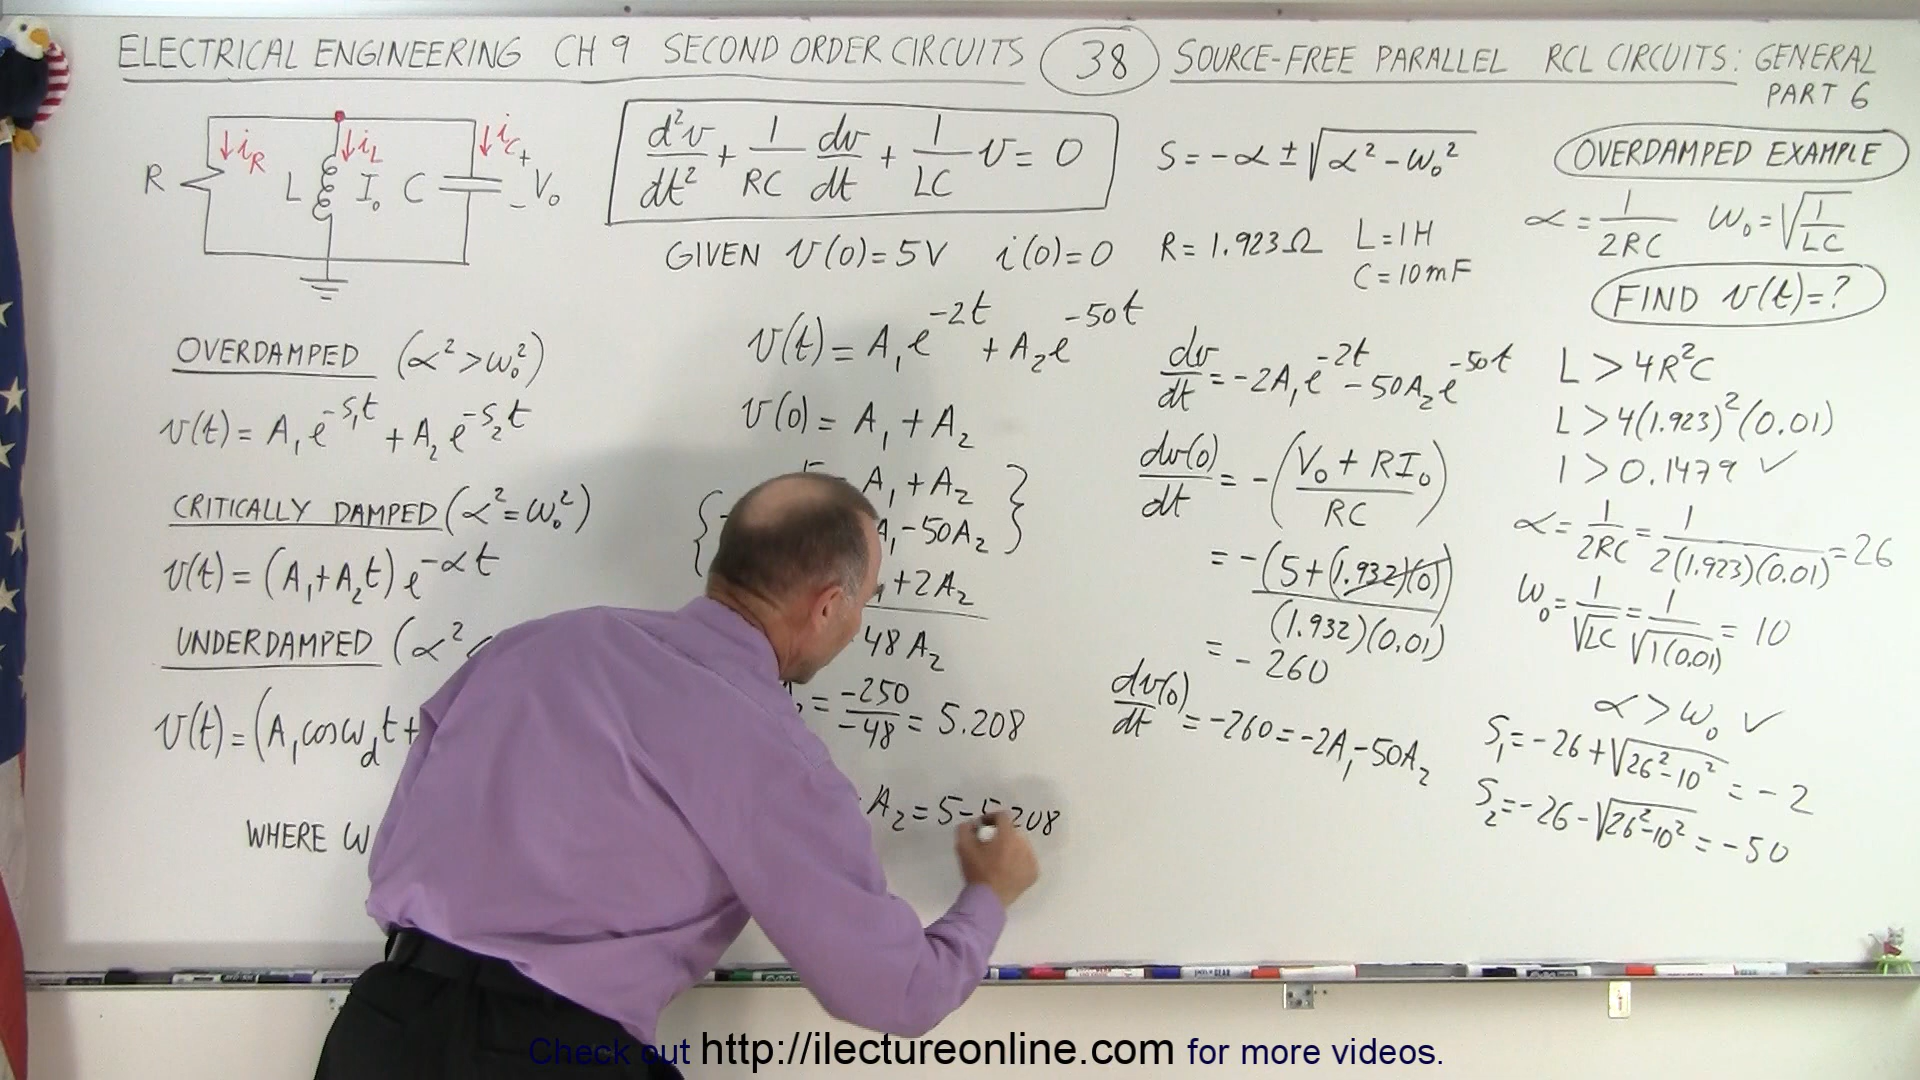 ELECTRICAL ENGINEERING CH 9 SECOND ORDER CIRCUITS 38 SOURCE-FREE PARALLEL RCL CIRCUITS: GENERAL
PART 6
R iR L iL I₀ C iC + − V₀
d²v/dt² + 1/RC dv/dt + 1/LC v = 0
S = -α ± √(α² - ω₀²)
OVERDAMPED EXAMPLE
α = 1/2RC ω₀ = √(1/LC)
GIVEN v(0) = 5V i(0) = 0 R = 1.923Ω L = 1H
C = 10mF
FIND v(t) = ?
OVERDAMPED (α² > ω₀²)
v(t) = A₁e^(-S₁t) + A₂e^(-S₂t)
CRITICALLY DAMPED (α² = ω₀²)
v(t) = (A₁ + A₂t) e^(-αt)
UNDERDAMPED (α² <
v(t) = (A₁ cos ω_d t +
WHERE ω
v(t) = A₁e^(-2t) + A₂e^(-50t)
v(0) = A₁ + A₂
5 = A₁ + A₂
A₁ - 50A₂
+ 2A₂
48A₂
= -250/-48 = 5.208
A₂ = 5 - 5.208
dv/dt = -2A₁e^(-2t) - 50A₂e^(-50t)
dv(0)/dt = -((V₀ + RI₀)/RC)
= -(5 + (1.932)(0))/(1.932)(0.01)
= -260
dv(0)/dt = -260 = -2A₁ - 50A₂
L > 4R²C
L > 4(1.923)²(0.01)
1 > 0.1479 ✓
α = 1/2RC = 1/2(1.923)(0.01) = 26
ω₀ = 1/√LC = 1/√1(0.01) = 10
α > ω₀ ✓
S₁ = -26 + √(26² - 10²) = -2
S₂ = -26 - √(26² - 10²) = -50
Check out http://ilectureonline.com for more videos.